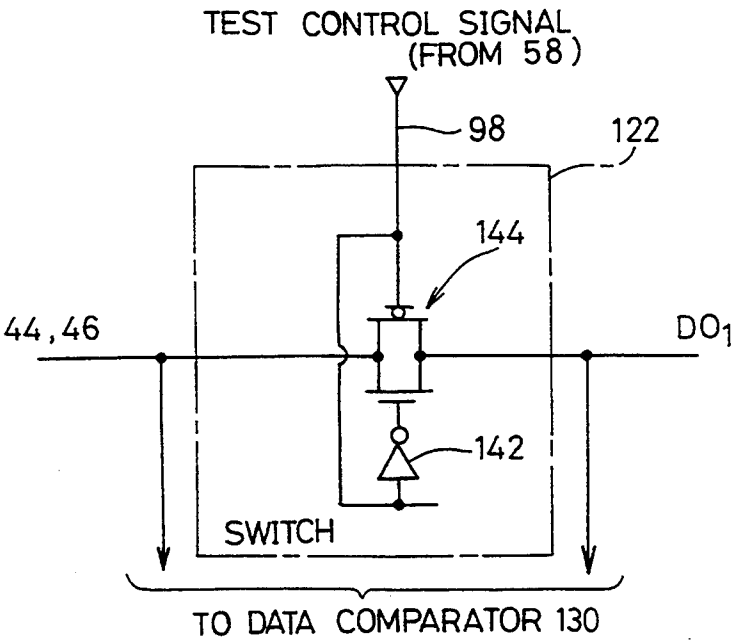 TEST CONTROL SIGNAL
(FROM 58)
98
122
144
44,46
DO1
142
SWITCH
TO DATA COMPARATOR 130